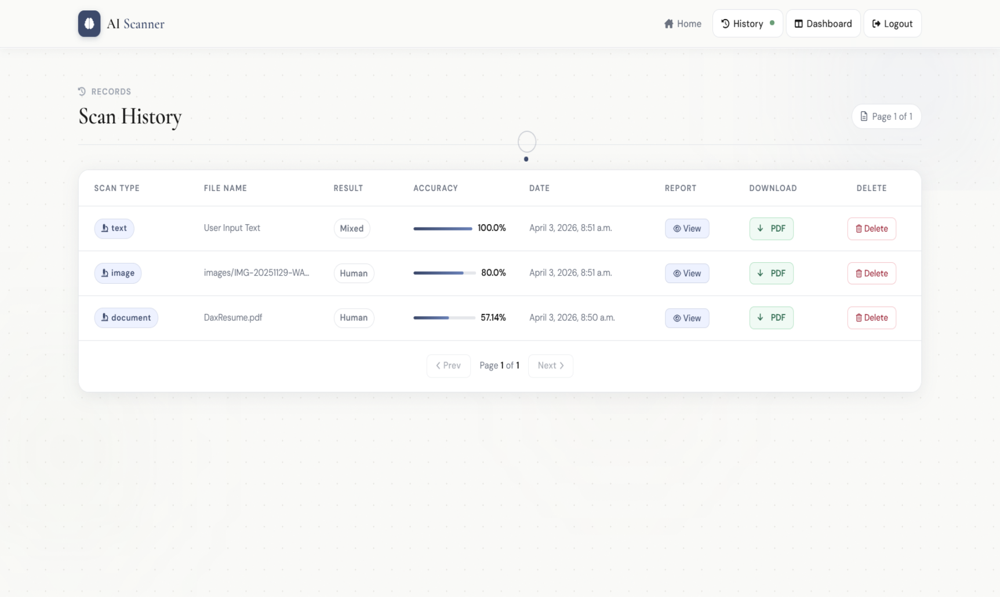 AI Scanner
Home History Dashboard Logout
RECORDS
Scan History
Page 1 of 1
SCAN TYPE FILE NAME RESULT ACCURACY DATE REPORT DOWNLOAD DELETE
text User Input Text Mixed 100.0% April 3, 2026, 8:51 a.m. View PDF Delete
image images/IMG-20251129-WA... Human 80.0% April 3, 2026, 8:51 a.m. View PDF Delete
document DaxResume.pdf Human 57.14% April 3, 2026, 8:50 a.m. View PDF Delete
Prev Page 1 of 1 Next